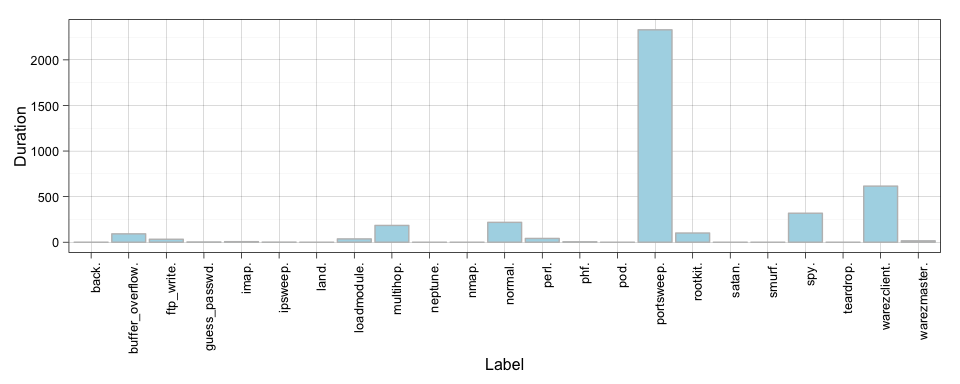 Duration
2000
1500
1000
500
0
back.
buffer_overflow.
ftp_write.
guess_passwd.
imap.
ipsweep.
land.
loadmodule.
multihop.
neptune.
nmap.
normal.
perl.
phf.
pod.
portsweep.
rootkit.
satan.
smurf.
spy.
teardrop.
warezclient.
warezmaster.
Label